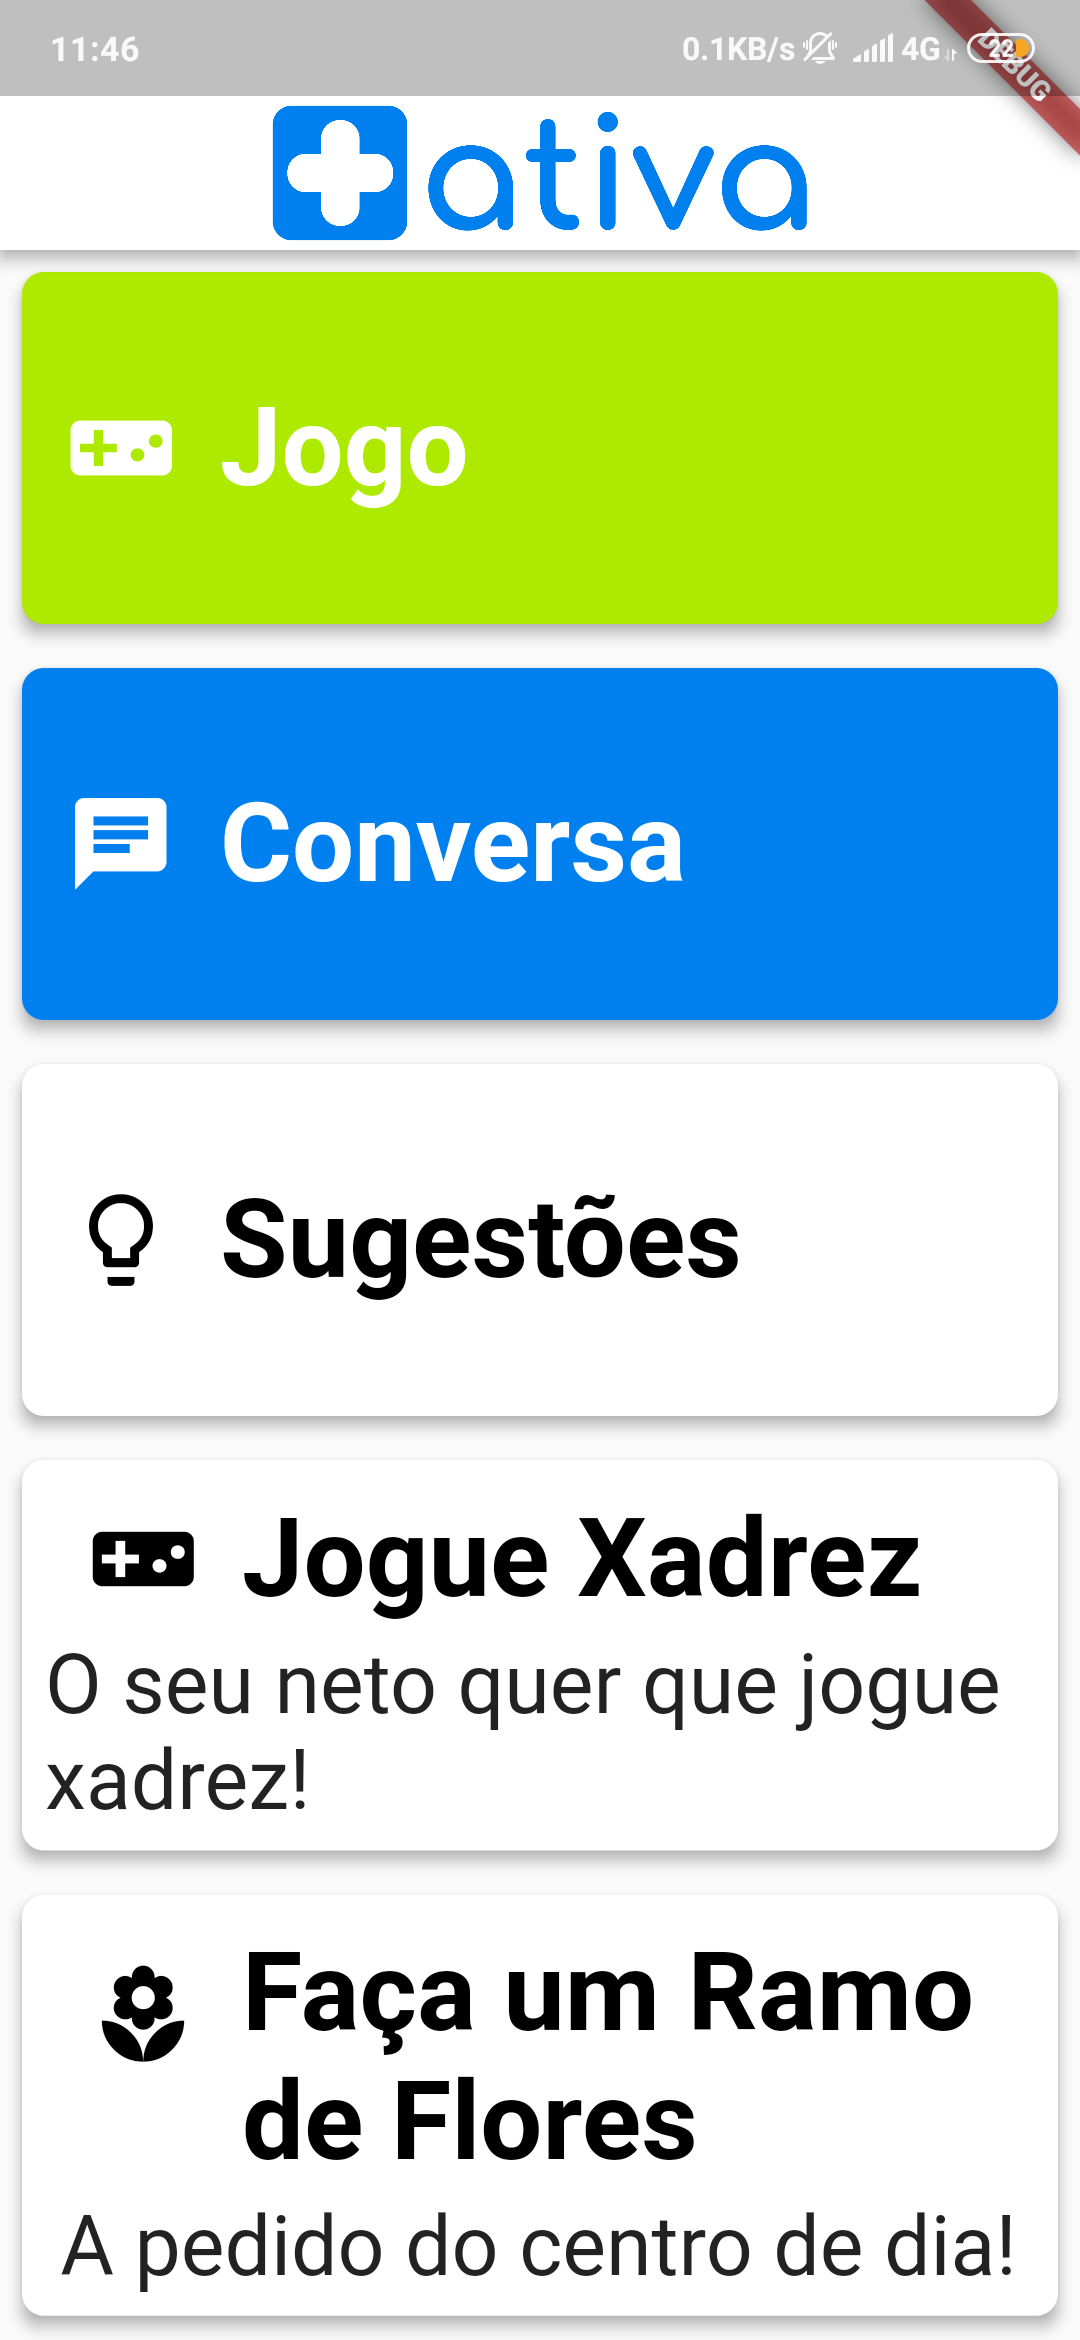 11:46
0.1KB/s 4G 22
DEBUG
ativa
Jogo
Conversa
Sugestões
Jogue Xadrez
O seu neto quer que jogue
xadrez!
Faça um Ramo
de Flores
A pedido do centro de dia!